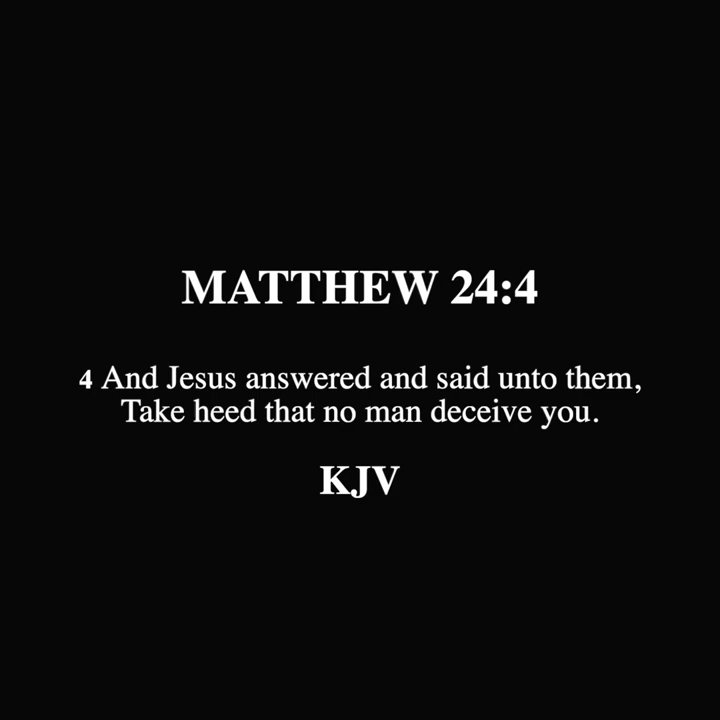 MATTHEW 24:4
4 And Jesus answered and said unto them,
Take heed that no man deceive you.
KJV